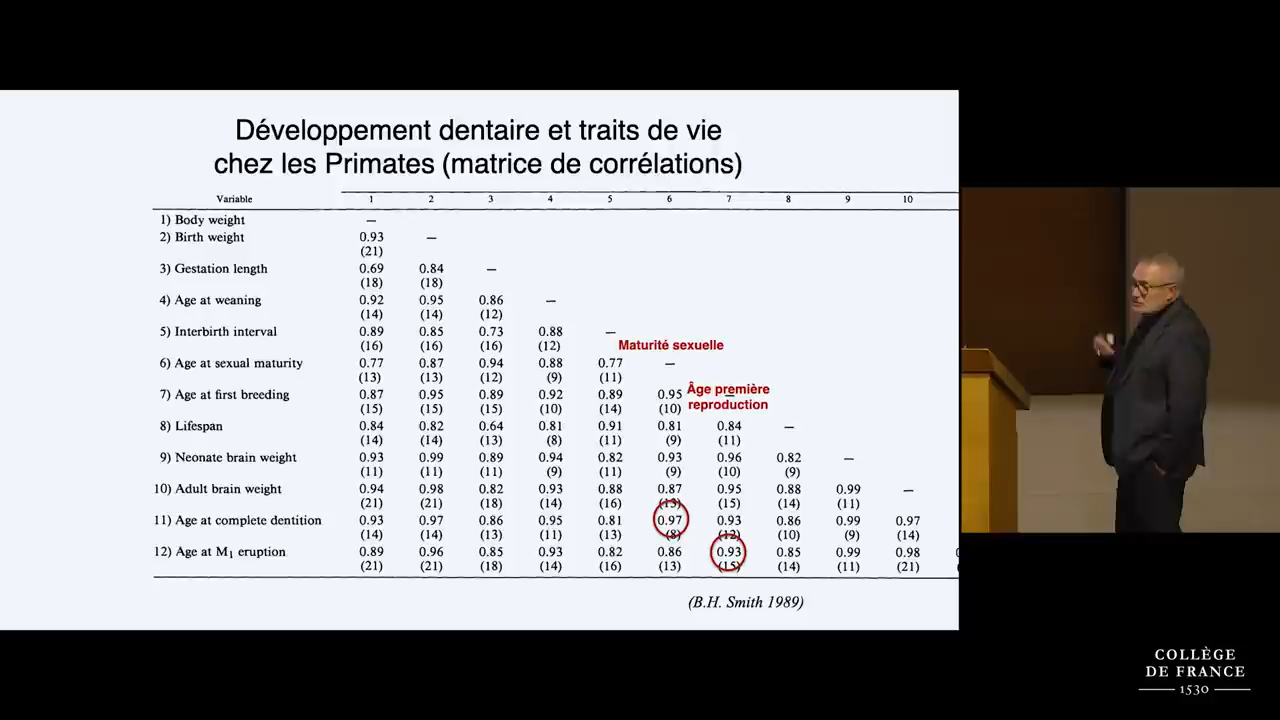 Développement dentaire et traits de vie
chez les Primates (matrice de corrélations)
Variable 1 2 3 4 5 6 7 8 9 10
1) Body weight —
2) Birth weight 0.93 —
(21)
3) Gestation length 0.69 0.84 —
(18) (18)
4) Age at weaning 0.92 0.95 0.86 —
(14) (14) (12)
5) Interbirth interval 0.89 0.85 0.73 0.88 —
(16) (16) (16) (12)
Maturité sexuelle
6) Age at sexual maturity 0.77 0.87 0.94 0.88 0.77 —
(13) (13) (12) (9) (11)
Âge première
7) Age at first breeding 0.87 0.95 0.89 0.92 0.89 0.95 —
reproduction
(15) (15) (15) (10) (14) (10)
8) Lifespan 0.84 0.82 0.64 0.81 0.91 0.81 0.84 —
(14) (14) (13) (8) (11) (9) (11)
9) Neonate brain weight 0.93 0.99 0.89 0.94 0.82 0.93 0.96 0.82 —
(11) (11) (11) (9) (11) (9) (10) (9)
10) Adult brain weight 0.94 0.98 0.82 0.93 0.88 0.87 0.95 0.88 0.99 —
(21) (21) (18) (14) (16) (13) (15) (14) (11)
11) Age at complete dentition 0.93 0.97 0.86 0.95 0.81 0.97 0.93 0.86 0.99 0.97
(14) (14) (13) (11) (13) (8) (12) (10) (9) (14)
12) Age at M₁ eruption 0.89 0.96 0.85 0.93 0.82 0.86 0.93 0.85 0.99 0.98
(21) (21) (18) (14) (16) (13) (15) (14) (11) (21)
(B.H. Smith 1989)
COLLÈGE
DE FRANCE
1530